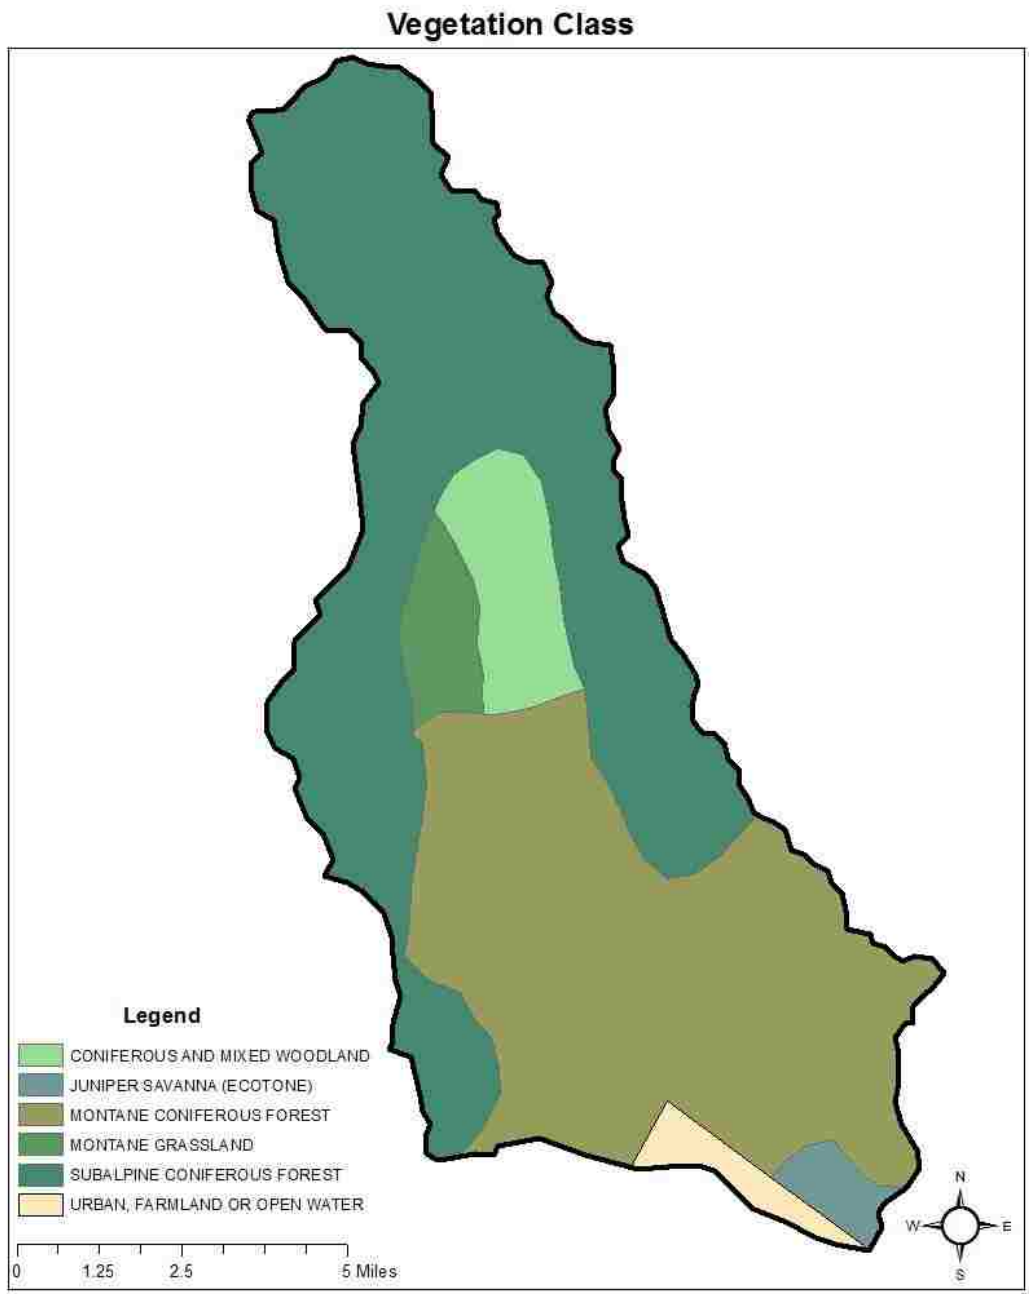 Vegetation Class
Legend
CONIFEROUS AND MIXED WOODLAND
JUNIPER SAVANNA (ECOTONE)
MONTANE CONIFEROUS FOREST
MONTANE GRASSLAND
SUBALPINE CONIFEROUS FOREST
URBAN, FARMLAND OR OPEN WATER
0 1.25 2.5 5 Miles
N
W E
S